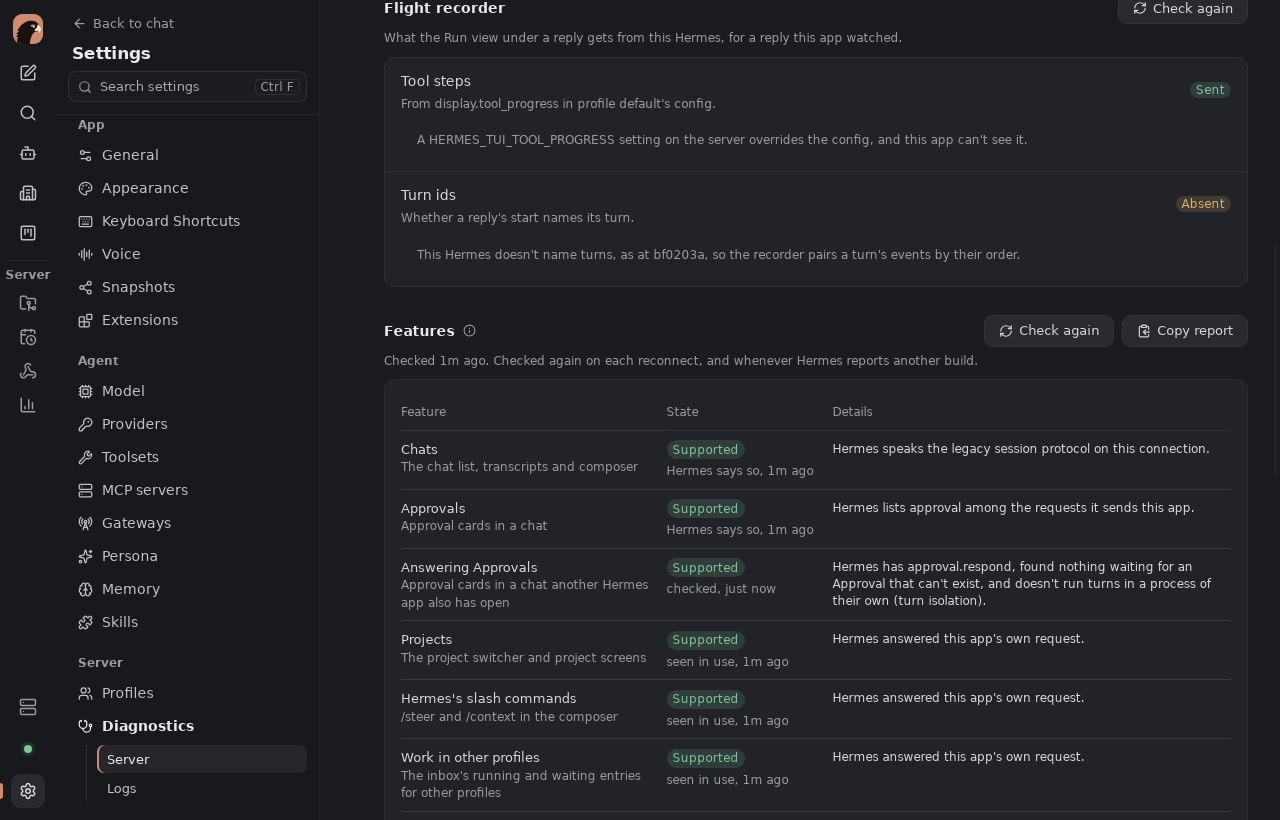 Back to chat
Settings
Search settings
Ctrl F
App
General
Appearance
Keyboard Shortcuts
Voice
Snapshots
Extensions
Agent
Model
Providers
Toolsets
MCP servers
Gateways
Persona
Memory
Skills
Server
Profiles
Diagnostics
Server
Logs
Server
Flight recorder
Check again
What the Run view under a reply gets from this Hermes, for a reply this app watched.
Tool steps
From display.tool_progress in profile default's config.
Sent
A HERMES_TUI_TOOL_PROGRESS setting on the server overrides the config, and this app can't see it.
Turn ids
Whether a reply's start names its turn.
Absent
This Hermes doesn't name turns, as at bf0203a, so the recorder pairs a turn's events by their order.
Features
Check again
Copy report
Checked 1m ago. Checked again on each reconnect, and whenever Hermes reports another build.
Feature State Details
Chats
The chat list, transcripts and composer
Supported
Hermes says so, 1m ago
Hermes speaks the legacy session protocol on this connection.
Approvals
Approval cards in a chat
Supported
Hermes says so, 1m ago
Hermes lists approval among the requests it sends this app.
Answering Approvals
Approval cards in a chat another Hermes
app also has open
Supported
checked, just now
Hermes has approval.respond, found nothing waiting for an
Approval that can't exist, and doesn't run turns in a process of
their own (turn isolation).
Projects
The project switcher and project screens
Supported
seen in use, 1m ago
Hermes answered this app's own request.
Hermes's slash commands
/steer and /context in the composer
Supported
seen in use, 1m ago
Hermes answered this app's own request.
Work in other profiles
The inbox's running and waiting entries
for other profiles
Supported
seen in use, 1m ago
Hermes answered this app's own request.